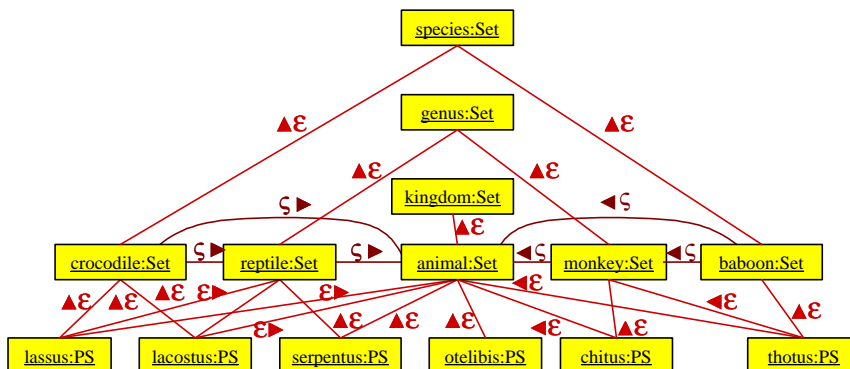 species:Set
▲ε
genus:Set
▲ε
▲ε
▲ε
kingdom:Set
▲ε
ς►
◄ς
ς►
ς►
◄ς
◄ς
crocodile:Set
reptile:Set
animal:Set
monkey:Set
baboon:Set
▲ε
▲ε
▲ε
ε►
ε►
◄ε
◄ε
▲ε
ε►
▲ε
▲ε
▲ε
◄ε
▲ε
lassus:PS
lacostus:PS
serpentus:PS
otelibis:PS
chitus:PS
thotus:PS